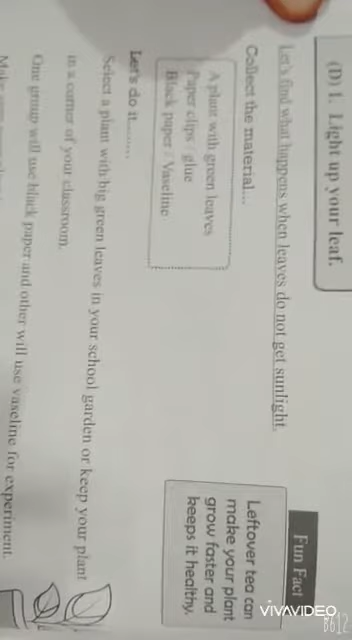 (D) 1. Light up your leaf.
Let's find what happens when leaves do not get sunlight.
Collect the material...
A plant with green leaves
Paper clips / glue
Black paper / Vaseline
Fun Fact
Leftover tea can
make your plant
grow faster and
keeps it healthy.
Let's do it........
Select a plant with big green leaves in your school garden or keep your plant
in a corner of your classroom.
One group will use black paper and other will use vaseline for experiment.
VIVAVIDEO
B612